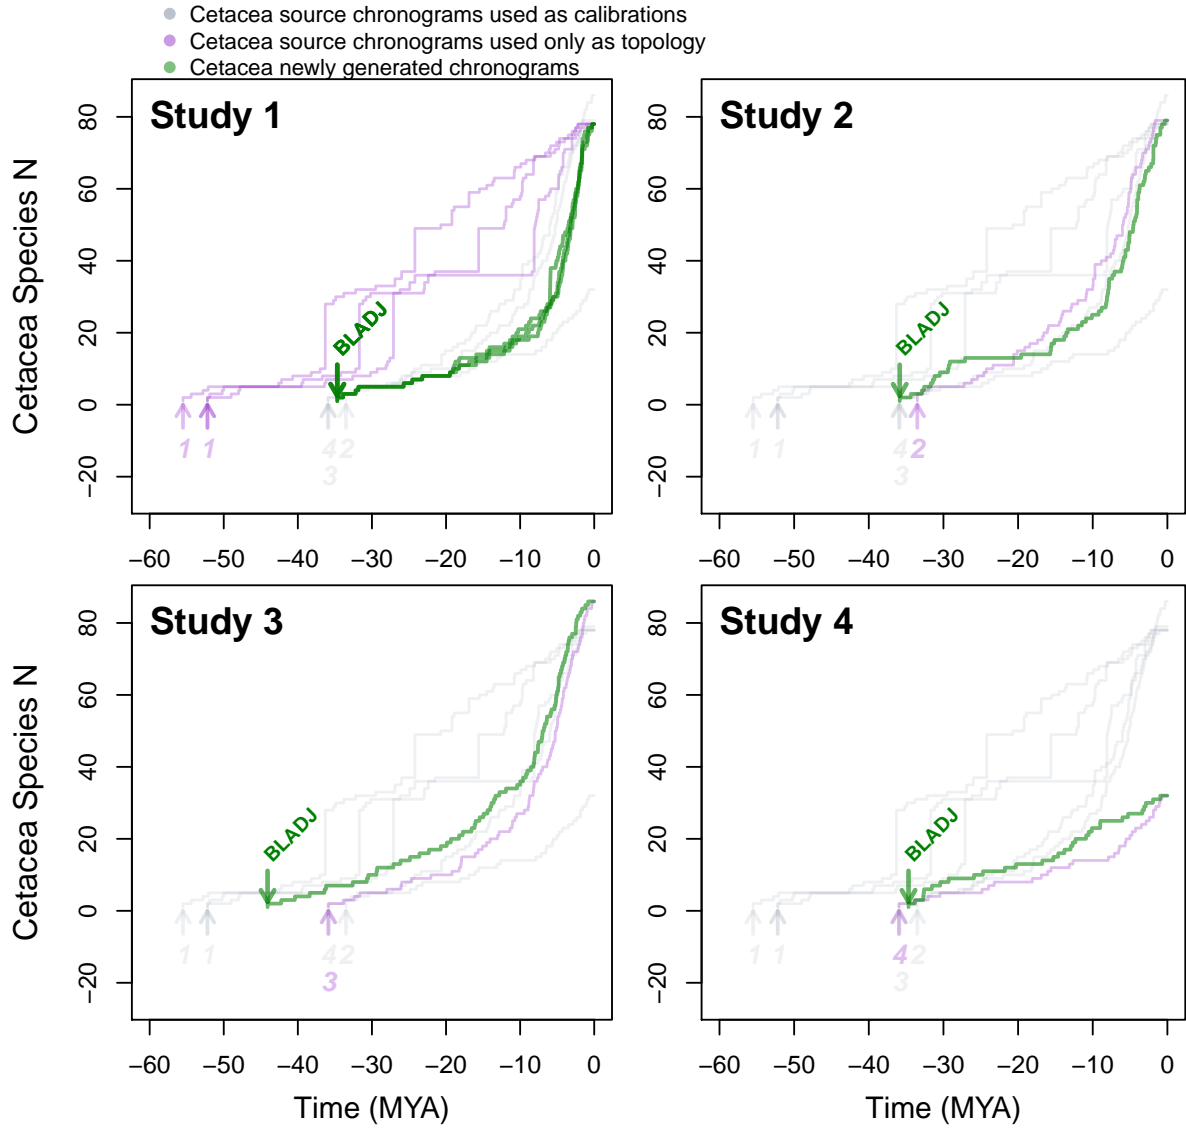 Cetacea source chronograms used as calibrations
Cetacea source chronograms used only as topology
Cetacea newly generated chronograms
Study 1
Cetacea Species N
80
60
40
20
0
−20
BLADJ
1 1 4 2
3
−60 −50 −40 −30 −20 −10 0
Study 2
80
60
40
20
0
−20
BLADJ
1 1 4 2
3
−60 −50 −40 −30 −20 −10 0
Study 3
Cetacea Species N
80
60
40
20
0
−20
BLADJ
1 1 4 2
3
−60 −50 −40 −30 −20 −10 0
Time (MYA)
Study 4
80
60
40
20
0
−20
BLADJ
1 1 4 2
3
−60 −50 −40 −30 −20 −10 0
Time (MYA)